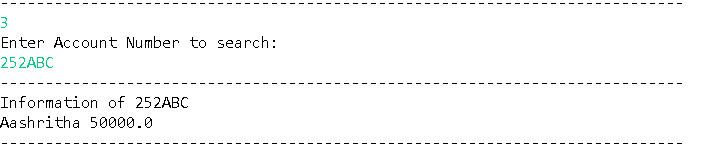 ----------------------------------------------------------------------------
3
Enter Account Number to search:
252ABC
----------------------------------------------------------------------------
Information of 252ABC
Aashritha 50000.0
----------------------------------------------------------------------------